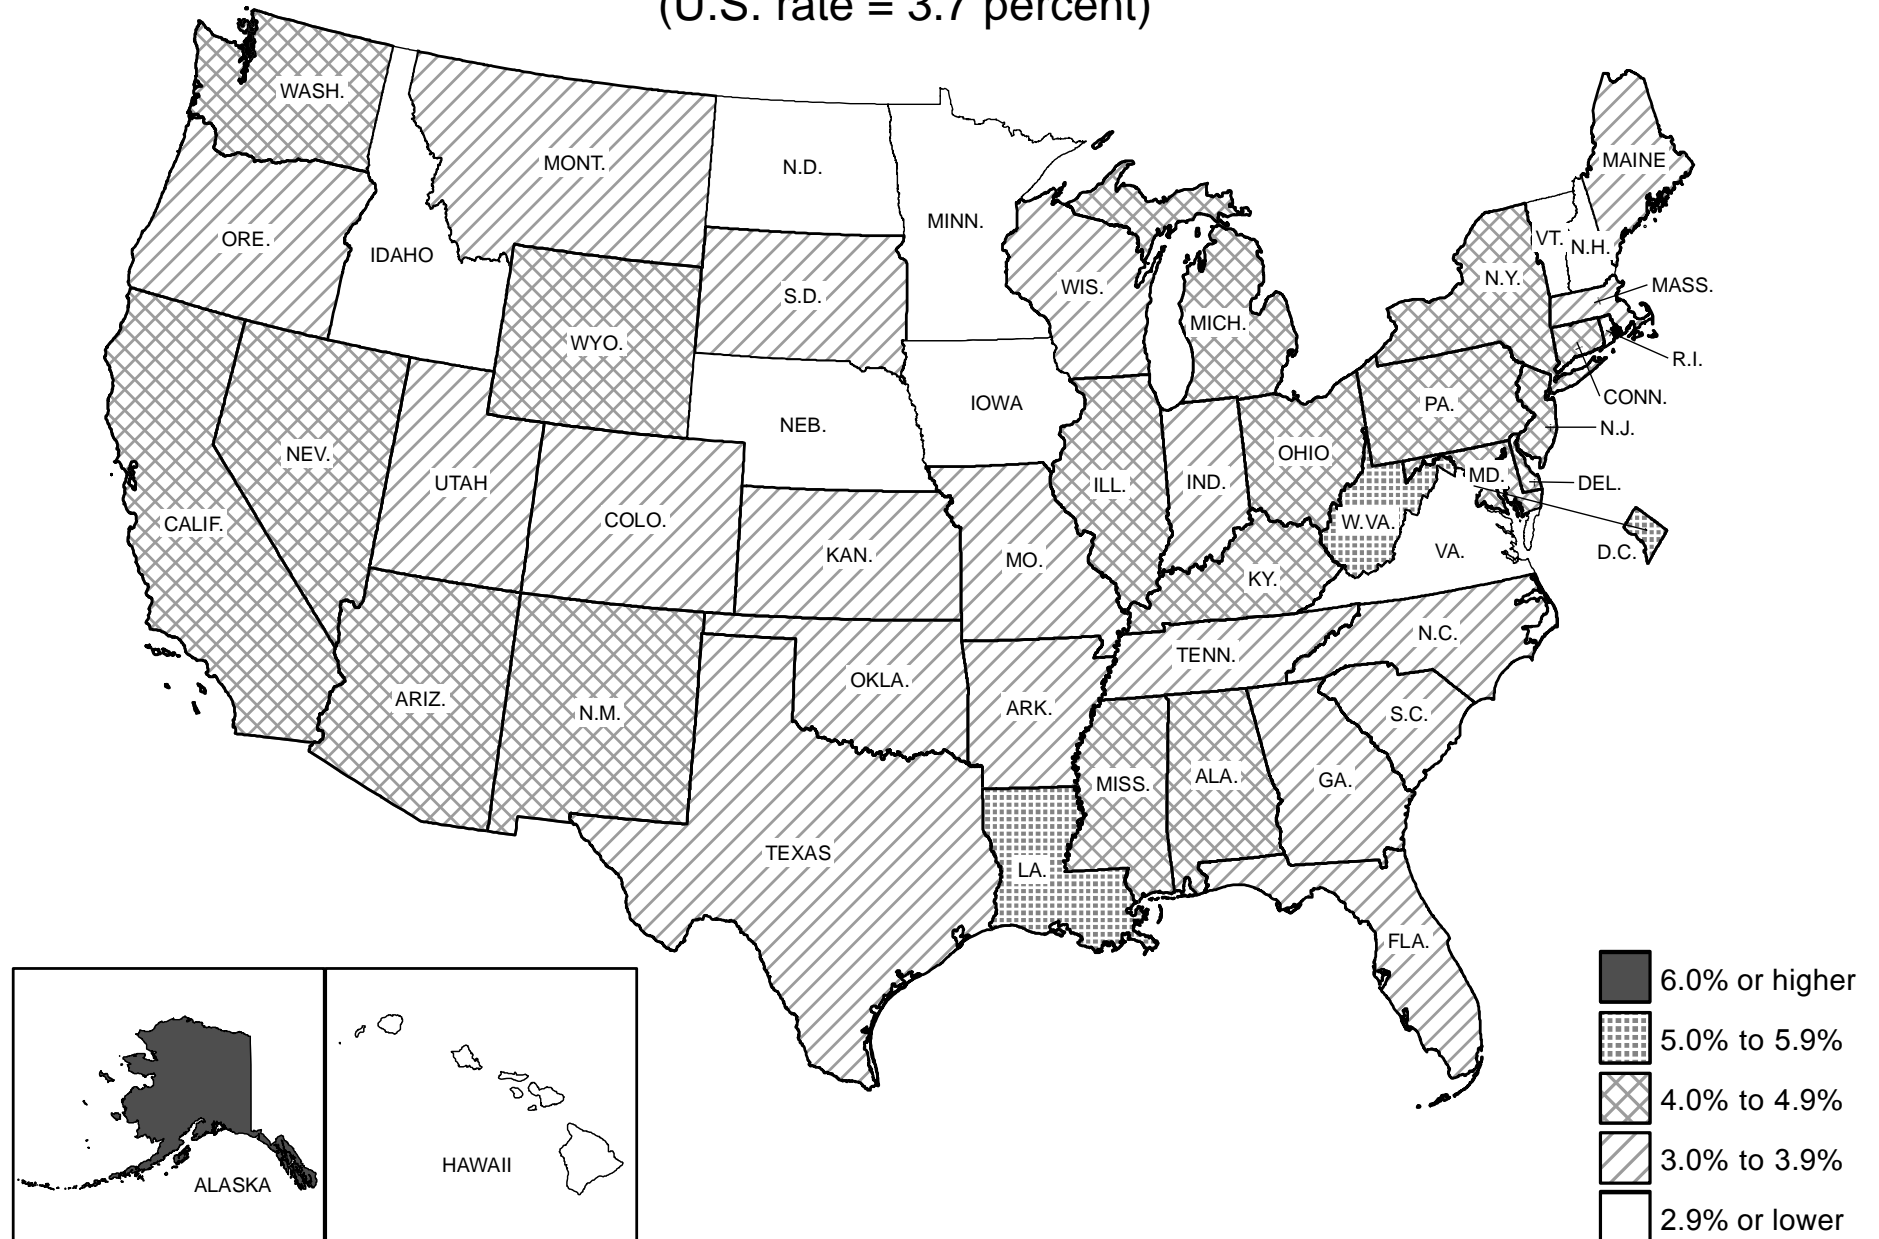 (U.S. rate = 3.7 percent)
WASH.
MONT.
N.D.
MINN.
MAINE
ORE.
IDAHO
VT.
N.H.
WIS.
S.D.
N.Y.
MASS.
WYO.
MICH.
R.I.
IOWA
PA.
CONN.
NEB.
N.J.
NEV.
UTAH
ILL.
IND.
OHIO
MD.
DEL.
CALIF.
COLO.
KAN.
MO.
KY.
W.VA.
VA.
D.C.
N.C.
TENN.
ARIZ.
N.M.
OKLA.
ARK.
S.C.
MISS.
ALA.
GA.
TEXAS
LA.
FLA.
ALASKA
HAWAII
6.0% or higher
5.0% to 5.9%
4.0% to 4.9%
3.0% to 3.9%
2.9% or lower